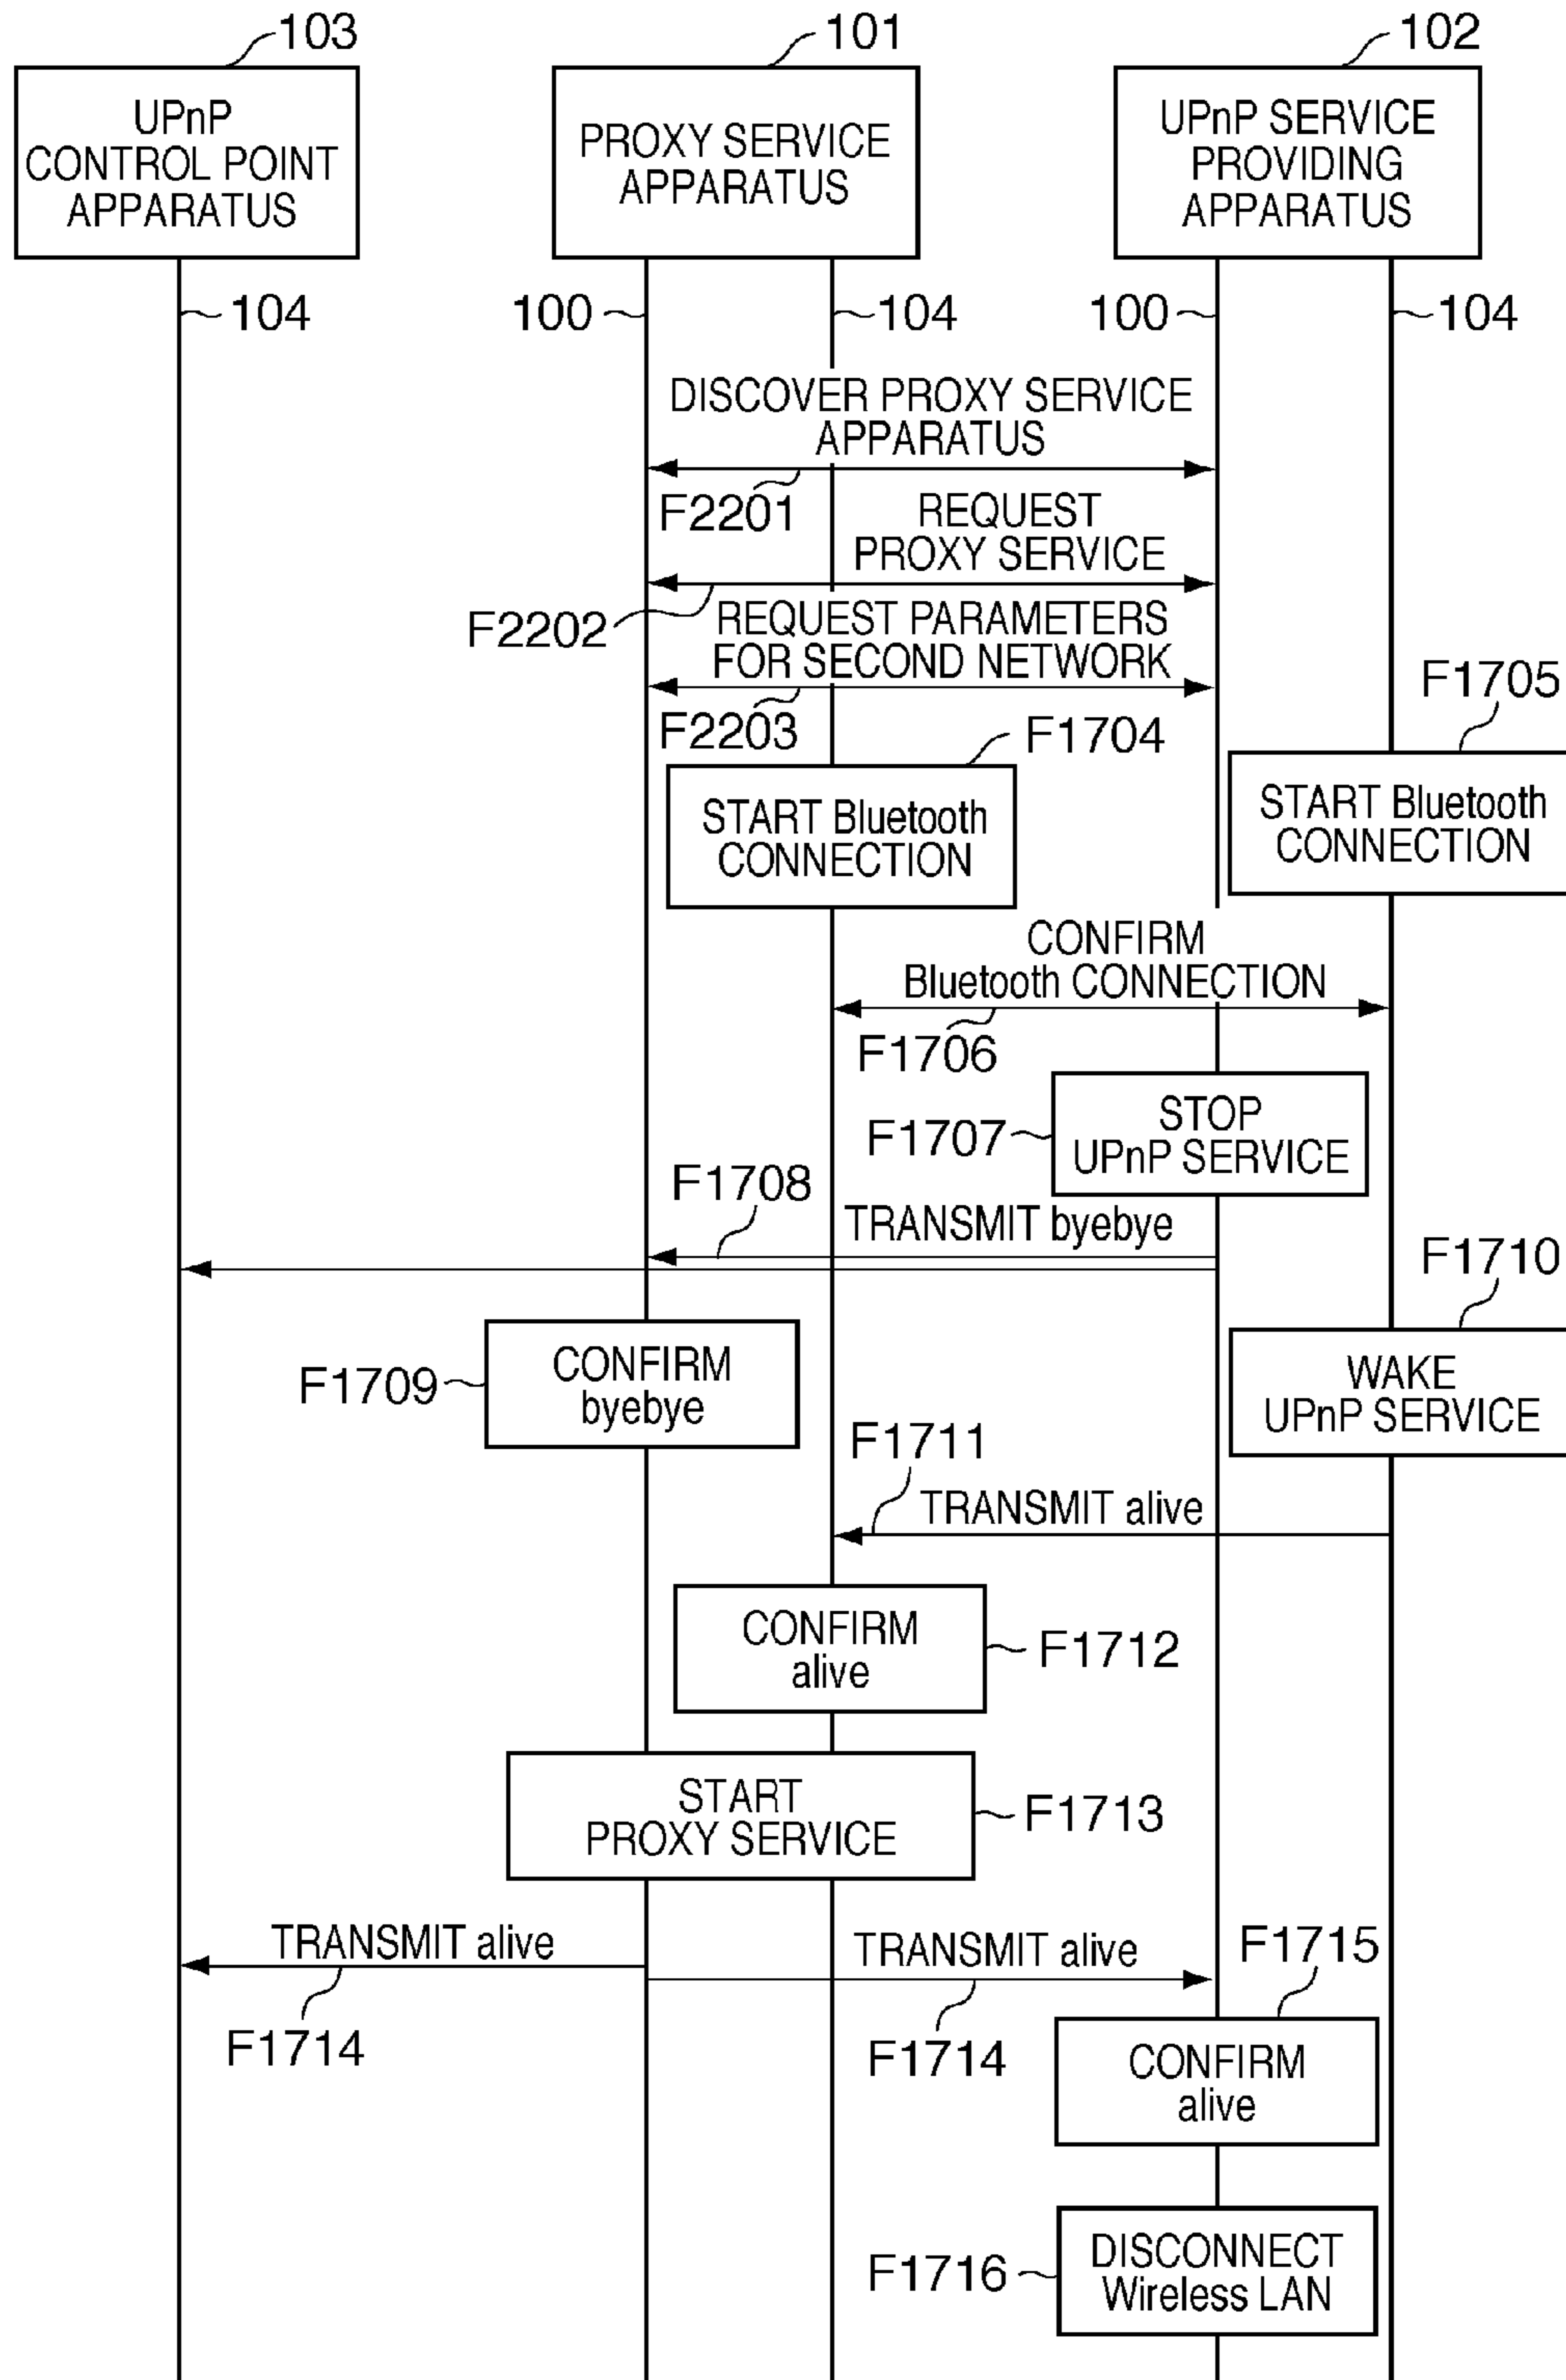 103
101
102
UPnP
CONTROL POINT
APPARATUS
PROXY SERVICE
APPARATUS
UPnP SERVICE
PROVIDING
APPARATUS
104
100
104
100
104
DISCOVER PROXY SERVICE
APPARATUS
F2201
REQUEST
PROXY SERVICE
F2202
REQUEST PARAMETERS
FOR SECOND NETWORK
F2203
F1704
F1705
START Bluetooth
CONNECTION
START Bluetooth
CONNECTION
CONFIRM
Bluetooth CONNECTION
F1706
F1707
STOP
UPnP SERVICE
F1708
TRANSMIT byebye
F1710
F1709
CONFIRM
byebye
WAKE
UPnP SERVICE
F1711
TRANSMIT alive
CONFIRM
alive
F1712
START
PROXY SERVICE
F1713
TRANSMIT alive
TRANSMIT alive
F1715
F1714
F1714
CONFIRM
alive
F1716
DISCONNECT
Wireless LAN